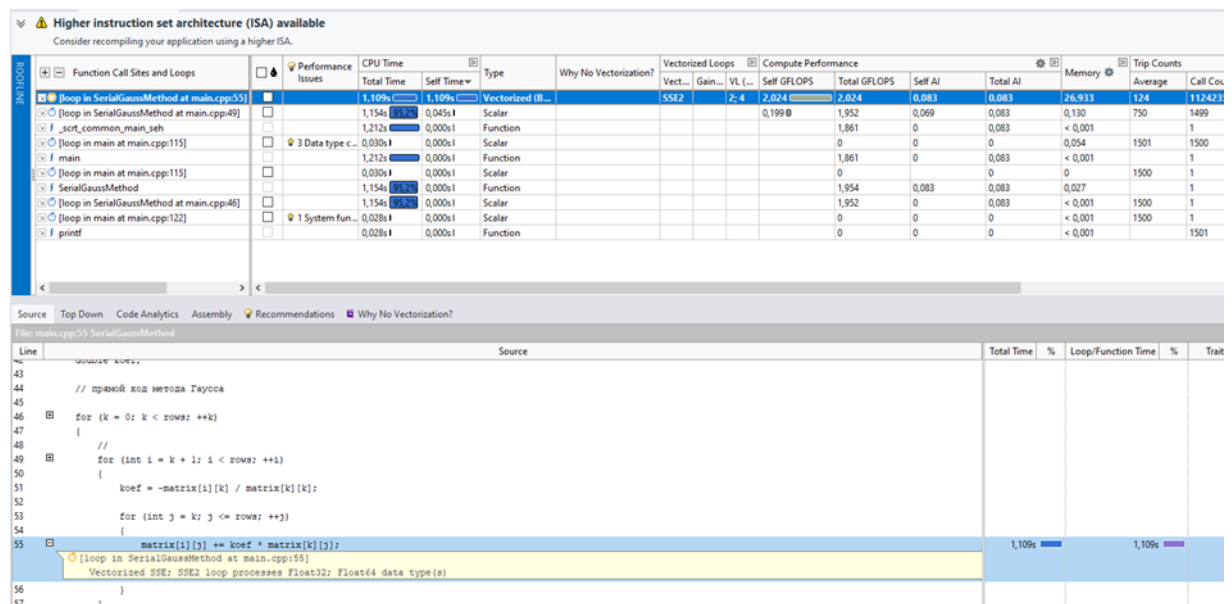 Higher instruction set architecture (ISA) available
Consider recompiling your application using a higher ISA.
ROOFLINE
Function Call Sites and Loops Performance Issues CPU Time Type Why No Vectorization? Vectorized Loops Compute Performance Memory Trip Counts
Total Time Self Time Vect... Gain... VL (... Self GFLOPS Total GFLOPS Self AI Total AI Average Call Cou
[loop in SerialGaussMethod at main.cpp:55] 1,109s 1,109s Vectorized (B... SSE2 2; 4 2,024 2,024 0,083 0,083 26,933 124 112423
[loop in SerialGaussMethod at main.cpp:49] 1,154s 95,2% 0,045s Scalar 0,199 1,952 0,069 0,083 0,130 750 1499
f _scrt_common_main_seh 1,212s 0,000s Function 1,861 0 0,083 < 0,001 1
[loop in main at main.cpp:115] 0,030s 3 Data type c... 0,000s Scalar 0 0 0 0,054 1501 1500
f main 1,212s 0,000s Function 1,861 0 0,083 < 0,001 1
[loop in main at main.cpp:115] 0,030s 0,000s Scalar 0 0 0 0 1500 1
f SerialGaussMethod 1,154s 95,2% 0,000s Function 1,954 0,083 0,083 0,027 1
[loop in SerialGaussMethod at main.cpp:46] 1,154s 95,2% 0,000s Scalar 1,952 0 0,083 < 0,001 1500 1
[loop in main at main.cpp:122] 1 System fun... 0,028s 0,000s Scalar 0 0 0 < 0,001 1500 1
f printf 0,028s 0,000s Function 0 0 0 < 0,001 1501
Source Top Down Code Analytics Assembly Recommendations Why No Vectorization?
File: main.cpp:55 SerialGaussMethod
Line Source Total Time % Loop/Function Time % Trait
42 double koef;
43
44 // прямой ход метода Гаусса
45
46 for (k = 0; k < rows; ++k)
47 {
48 //
49 for (int i = k + 1; i < rows; ++i)
50 {
51 koef = -matrix[i][k] / matrix[k][k];
52
53 for (int j = k; j <= rows; ++j)
54 {
55 matrix[i][j] += koef * matrix[k][j]; 1,109s 1,109s
[loop in SerialGaussMethod at main.cpp:55]
Vectorized SSE; SSE2 loop processes Float32; Float64 data type(s)
56 }
57 }